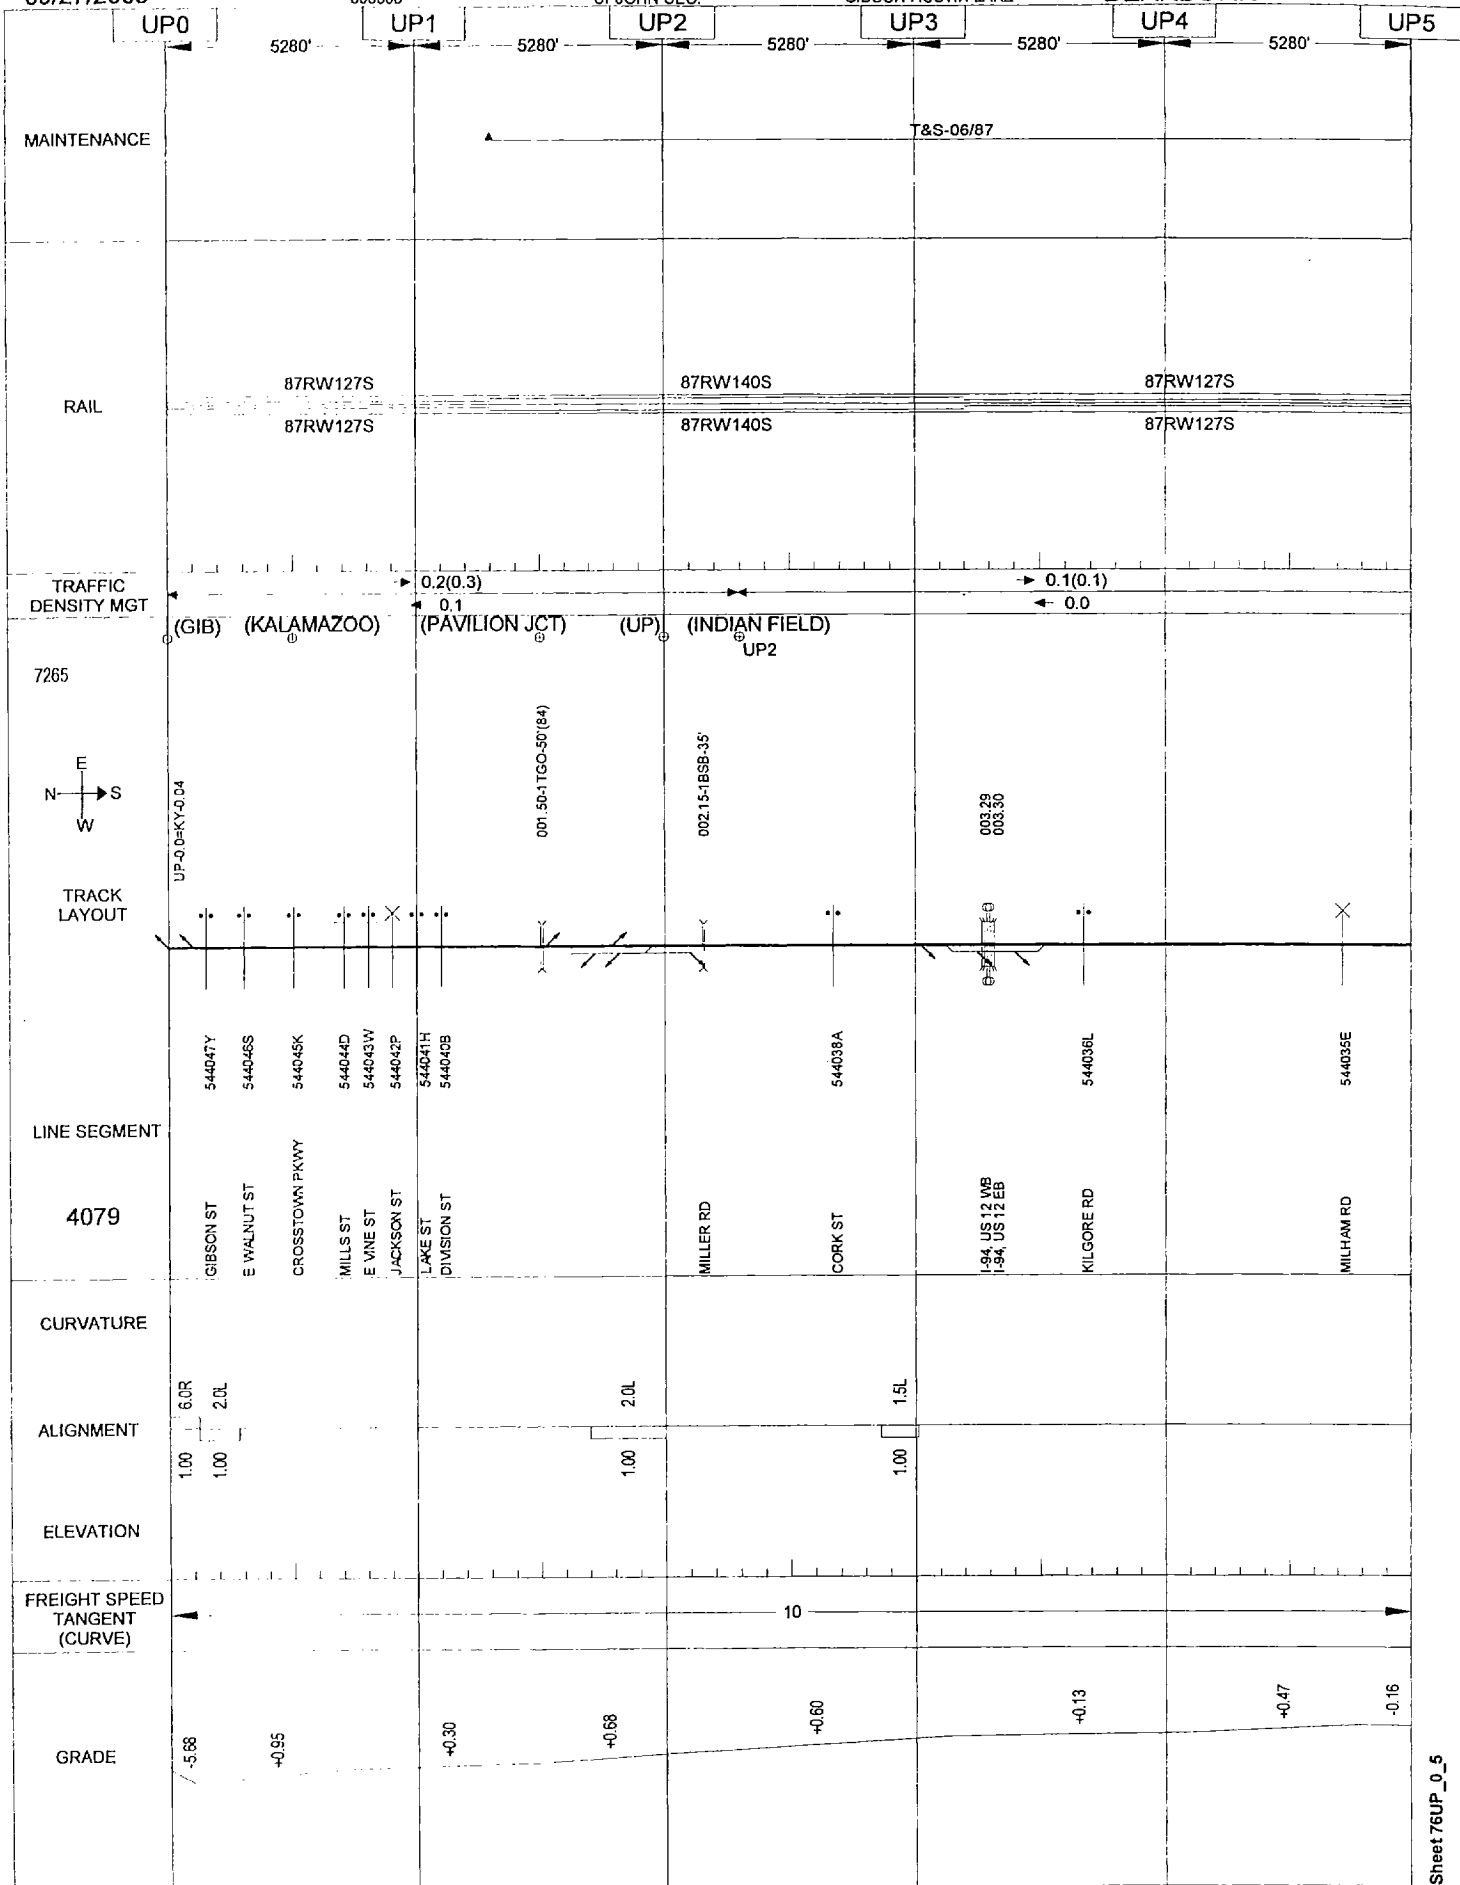 UP0 UP1 UP2 UP3 UP4 UP5
5280' 5280' 5280' 5280' 5280'
MAINTENANCE
T&S-06/87
RAIL
87RW127S 87RW140S 87RW127S
87RW127S 87RW140S 87RW127S
TRAFFIC
DENSITY MGT
0.2(0.3) 0.1(0.1)
0.1 0.0
(GIB) (KALAMAZOO) (PAVILION JCT) (UP) (INDIAN FIELD)
UP2
7265
E
N S
W
UP-0.0=KY-0.04
001.50-1TGO-50'(84)
002.15-1BSB-35'
003.29
003.30
TRACK
LAYOUT
544047Y
544046S
544045K
544044D
544043W
544042P
544041H
544040B
544038A
544036L
544035E
LINE SEGMENT
4079
GIBSON ST
E WALNUT ST
CROSSTOWN PKWY
MILLS ST
E VINE ST
JACKSON ST
LAKE ST
DIVISION ST
MILLER RD
CORK ST
I-94, US 12 WB
I-94, US 12 EB
KILGORE RD
MILHAM RD
CURVATURE
6.0R
2.0L
2.0L
1.5L
ALIGNMENT
1.00
1.00
1.00
1.00
ELEVATION
FREIGHT SPEED
TANGENT
(CURVE)
10
GRADE
-5.68
+0.95
+0.30
+0.68
+0.60
+0.13
+0.47
-0.16
Sheet 76UP_0_5